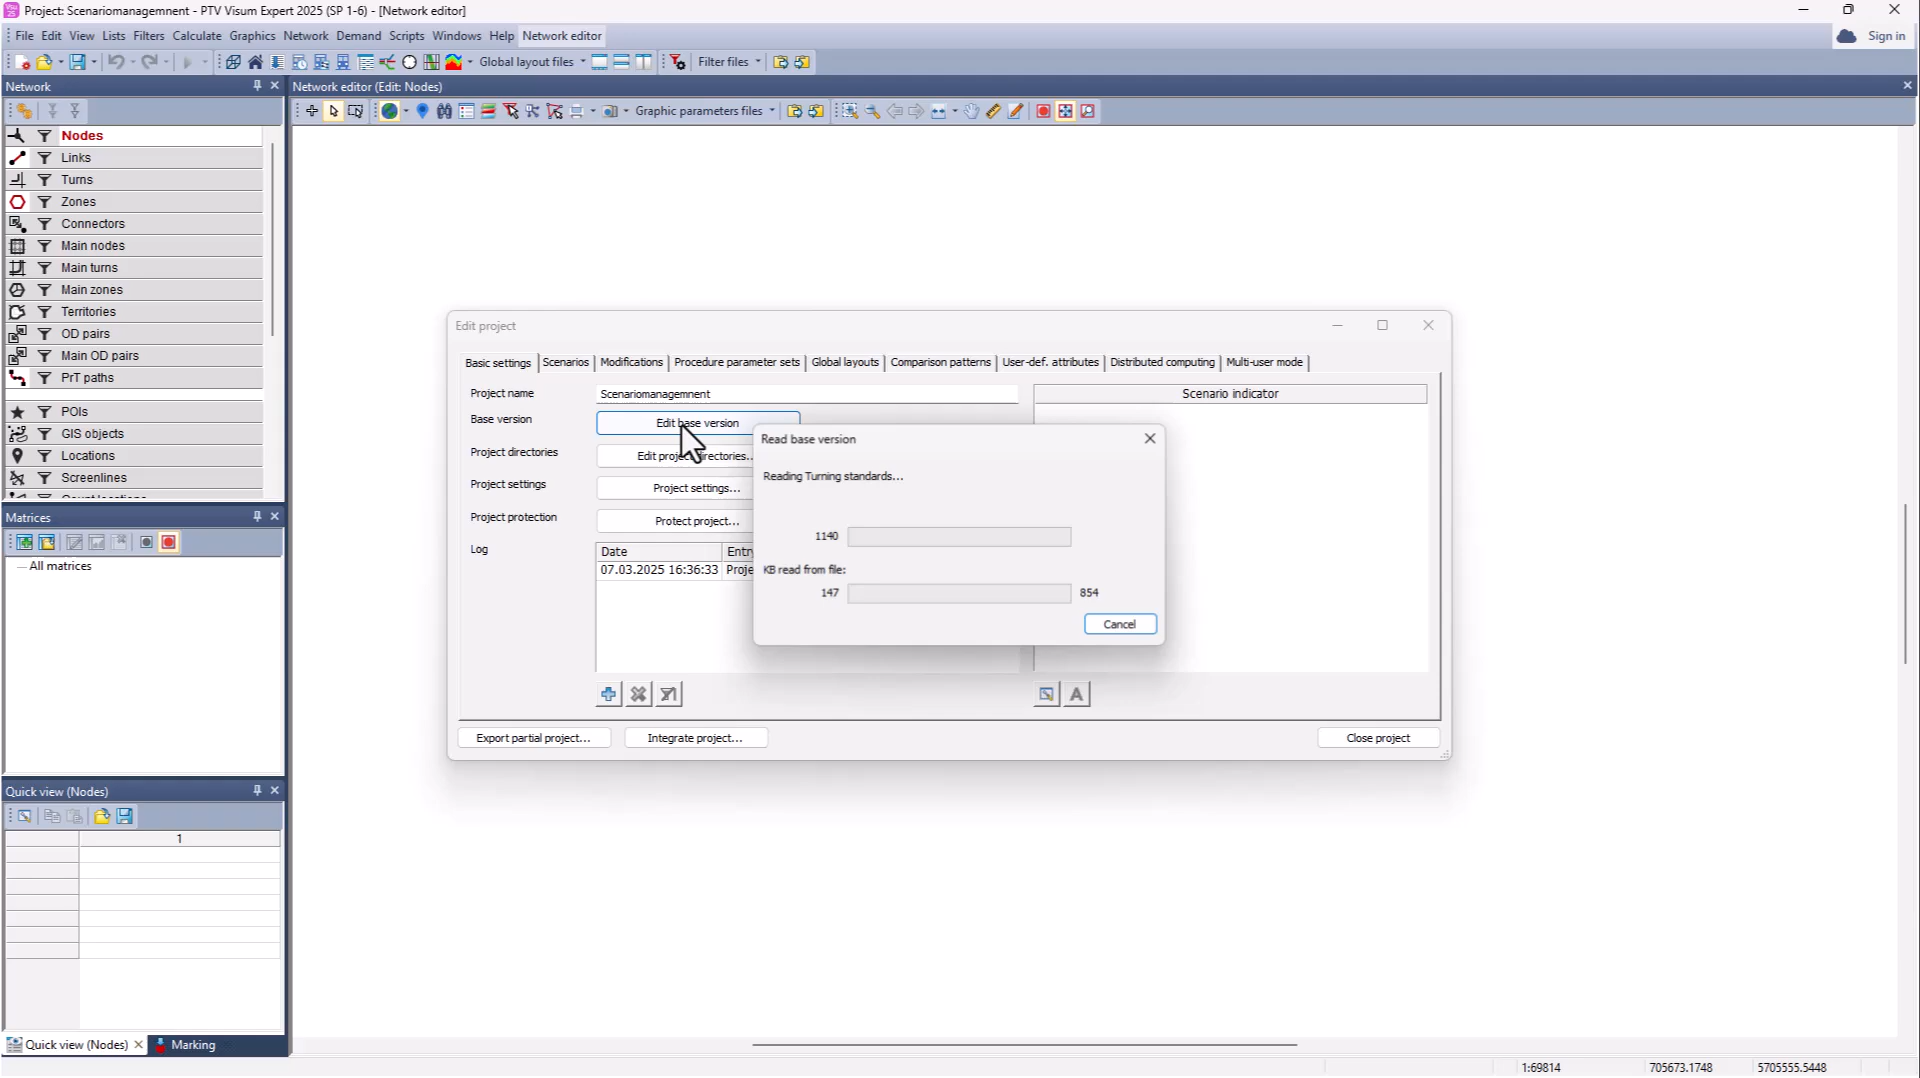 Project: Scenariomanagemnent - PTV Visum Expert 2025 (SP 1-6) - [Network editor]
File Edit View Lists Filters Calculate Graphics Network Demand Scripts Windows Help Network editor
Sign in
Global layout files
Filter files
Network
Network editor (Edit: Nodes)
Graphic parameters files
Nodes
Links
Turns
Zones
Connectors
Main nodes
Main turns
Main zones
Territories
OD pairs
Main OD pairs
PrT paths
POIs
GIS objects
Locations
Screenlines
Matrices
All matrices
Quick view (Nodes)
1
Quick view (Nodes)
Marking
Edit project
Basic settings
Scenarios
Modifications
Procedure parameter sets
Global layouts
Comparison patterns
User-def. attributes
Distributed computing
Multi-user mode
Project name
Scenariomanagemnent
Scenario indicator
Base version
Edit base version
Project directories
Edit project directories...
Project settings
Project settings...
Project protection
Protect project...
Log
Date
07.03.2025 16:36:33
Read base version
Reading Turning standards...
1140
KB read from file:
147
854
Cancel
Export partial project...
Integrate project...
Close project
1:69814
705673.1748
5705555.5448